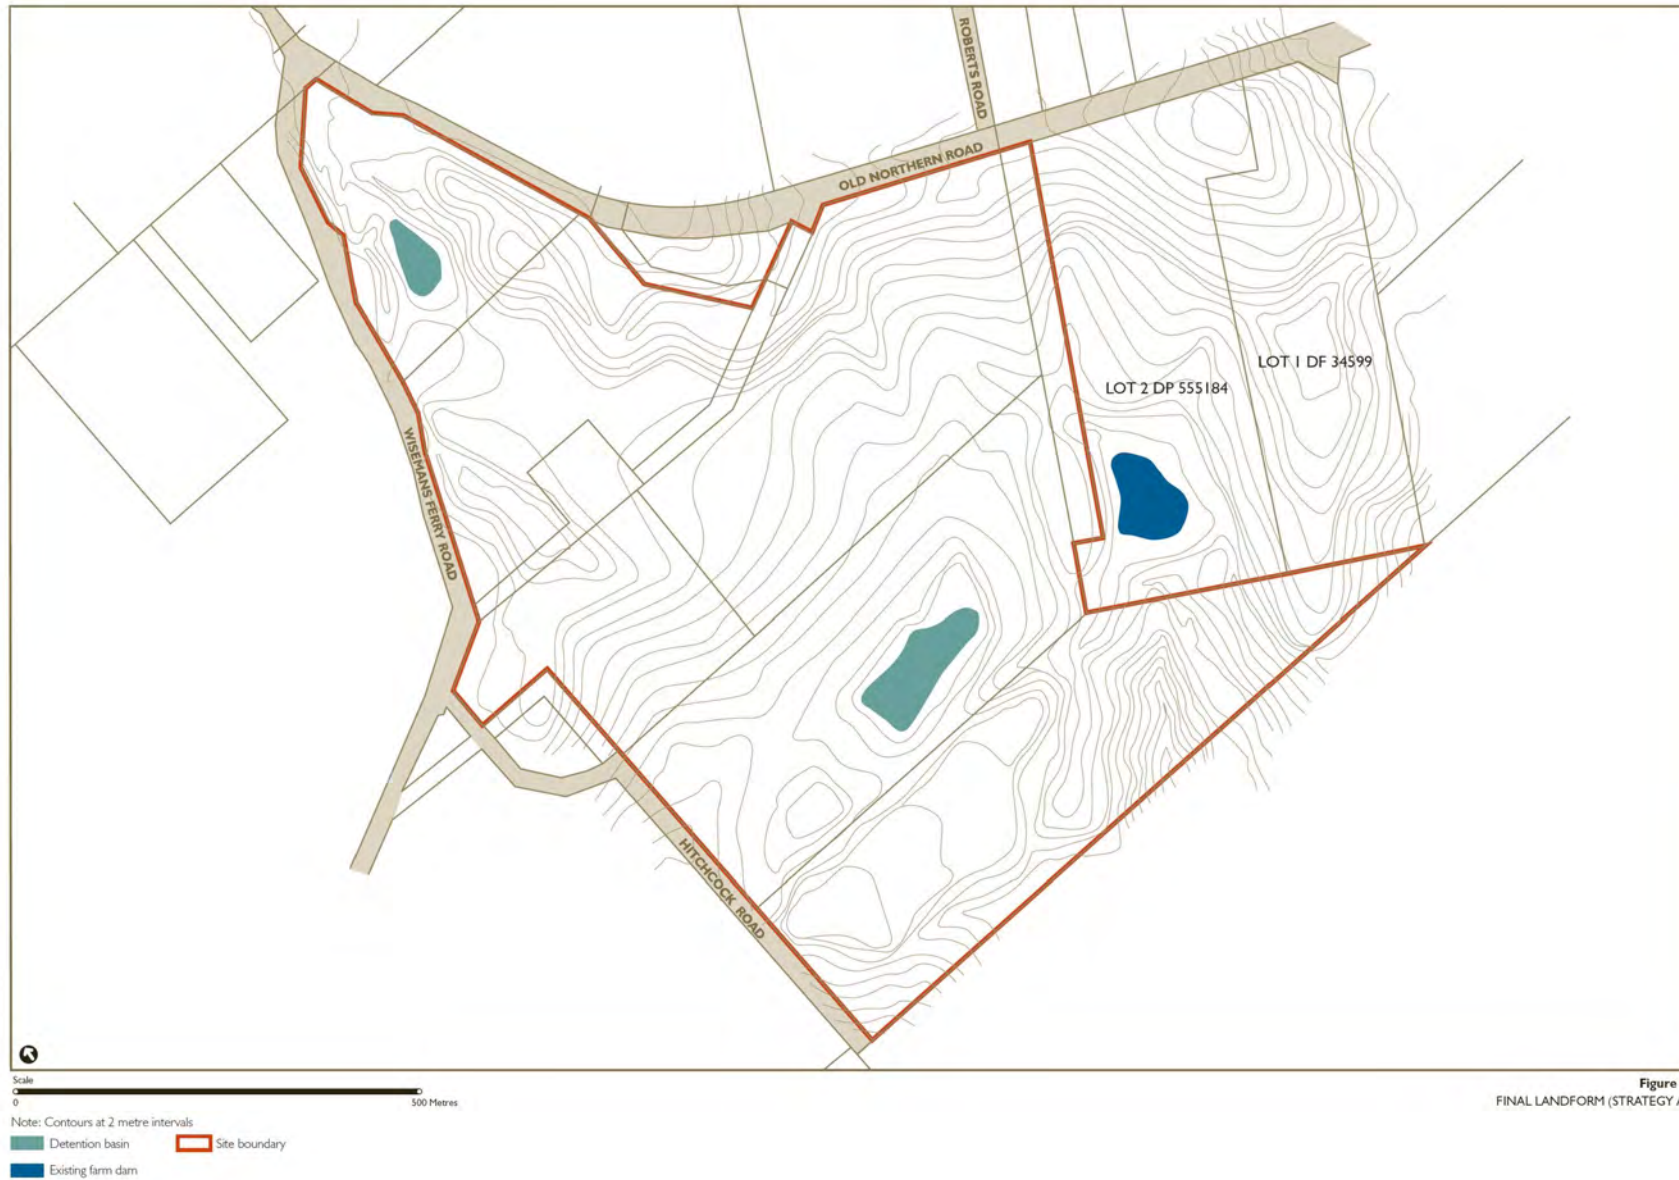 ROBERTS ROAD
OLD NORTHERN ROAD
LOT 1 DF 34599
LOT 2 DP 555184
WISEMANS FERRY ROAD
HITCHCOCK ROAD
Scale
0
500 Metres
Note: Contours at 2 metre intervals
Detention basin
Site boundary
Existing farm dam
Figure
FINAL LANDFORM (STRATEGY A